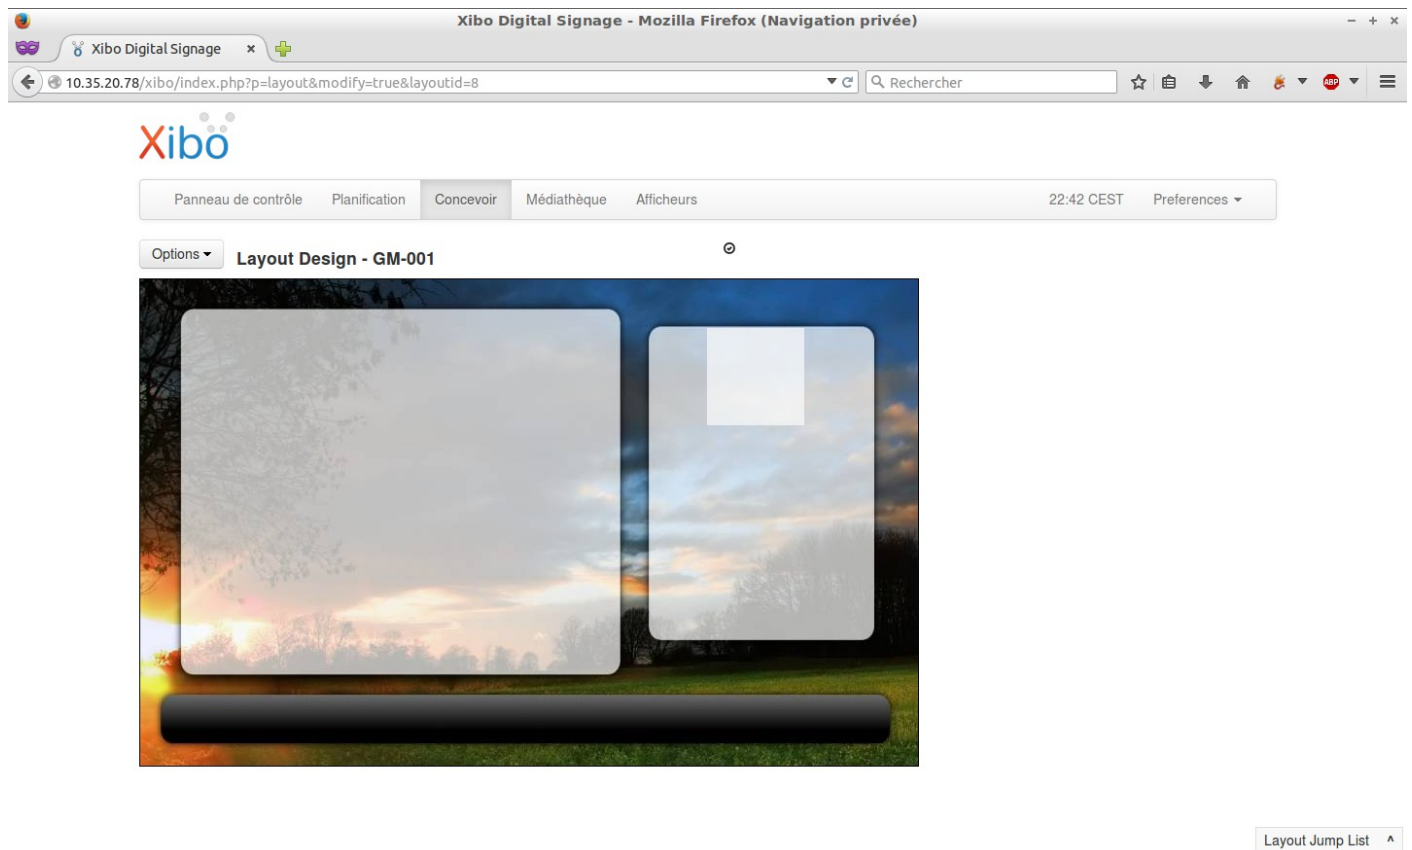 Xibo Digital Signage - Mozilla Firefox (Navigation privée)
Xibo Digital Signage
10.35.20.78/xibo/index.php?p=layout&modify=true&layoutid=8
Rechercher
ABP
Xibo
Panneau de contrôle Planification Concevoir Médiathèque Afficheurs 22:42 CEST Preferences
Options Layout Design - GM-001
Layout Jump List